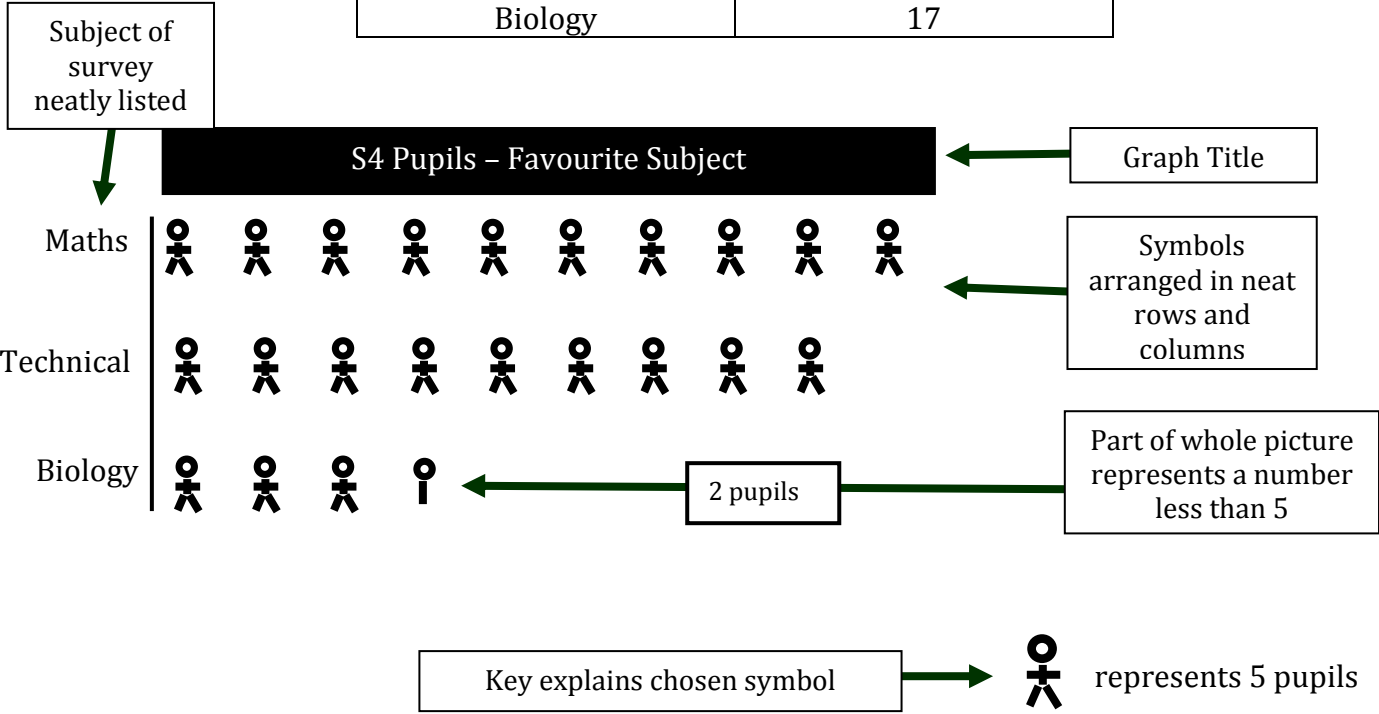 Biology 17
Subject of
survey
neatly listed
S4 Pupils – Favourite Subject
Graph Title
Maths
Symbols
arranged in neat
rows and
columns
Technical
Biology
2 pupils
Part of whole picture
represents a number
less than 5
Key explains chosen symbol
represents 5 pupils